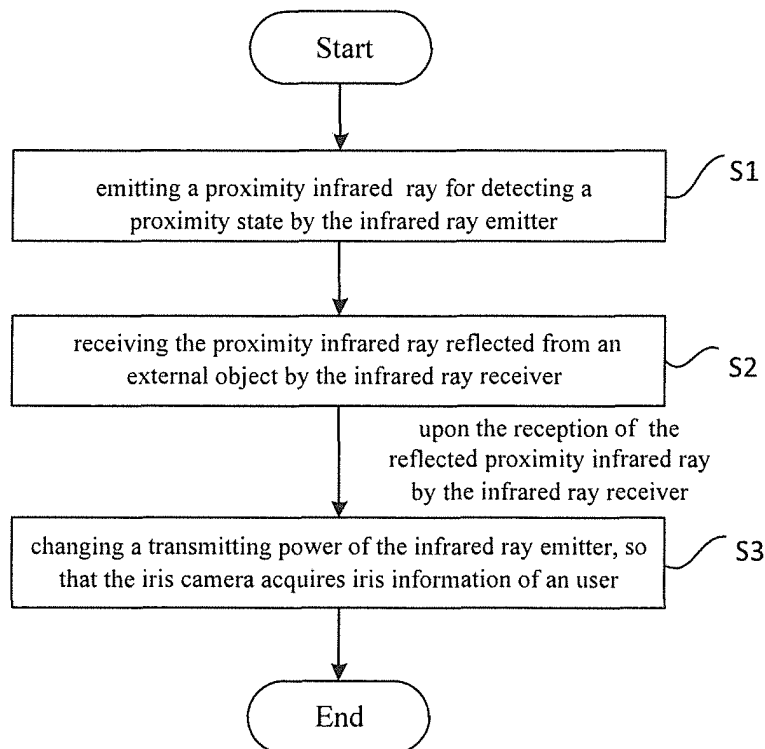 Start
emitting a proximity infrared ray for detecting a
proximity state by the infrared ray emitter
S1
receiving the proximity infrared ray reflected from an
external object by the infrared ray receiver
S2
upon the reception of the
reflected proximity infrared ray
by the infrared ray receiver
changing a transmitting power of the infrared ray emitter, so
that the iris camera acquires iris information of an user
S3
End